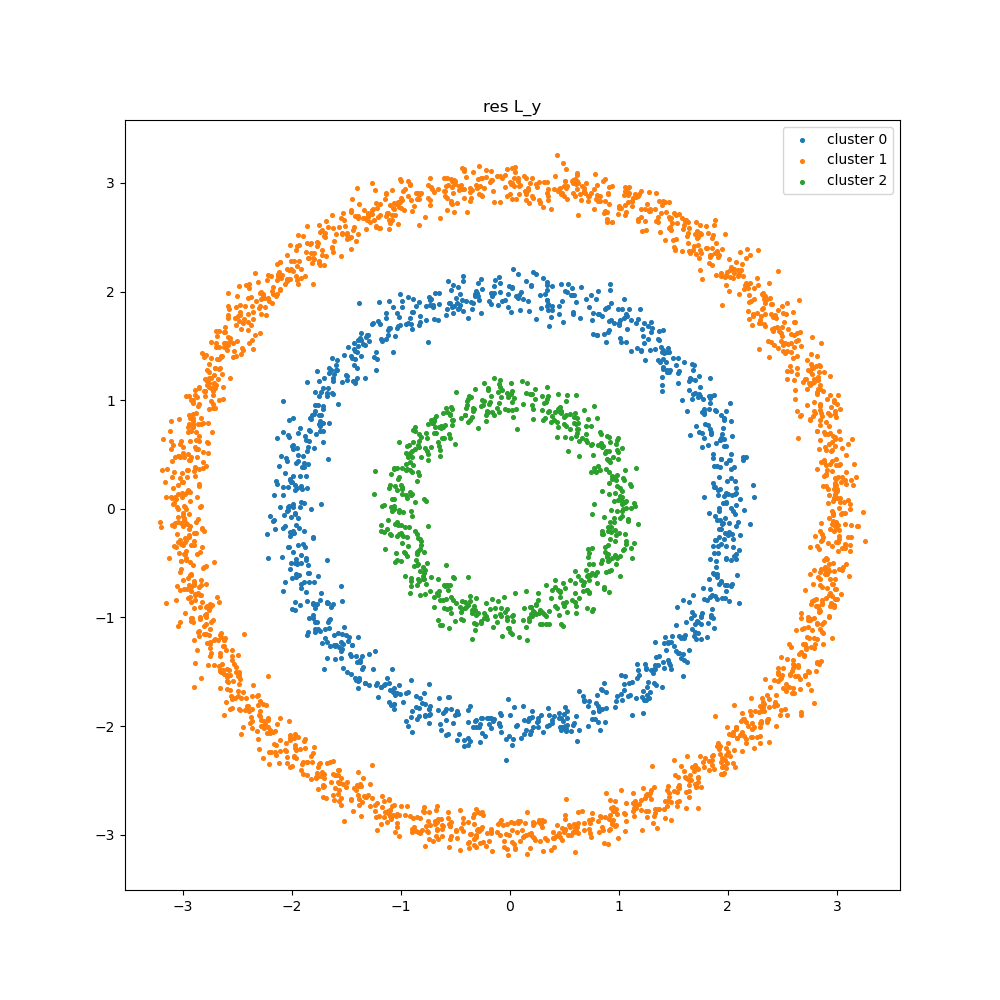 res L_y
cluster 0
cluster 1
cluster 2
3
2
1
0
−1
−2
−3
−3 −2 −1 0 1 2 3